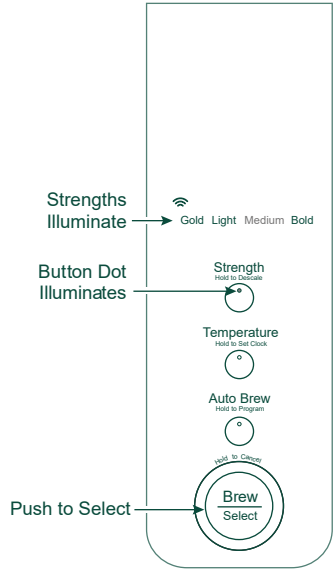 Strengths
Illuminate
Gold Light Medium Bold
Button Dot
Illuminates
Strength
Hold to Descale
Temperature
Hold to Set Clock
Auto Brew
Hold to Program
Hold to Cancel
Push to Select
Brew
Select